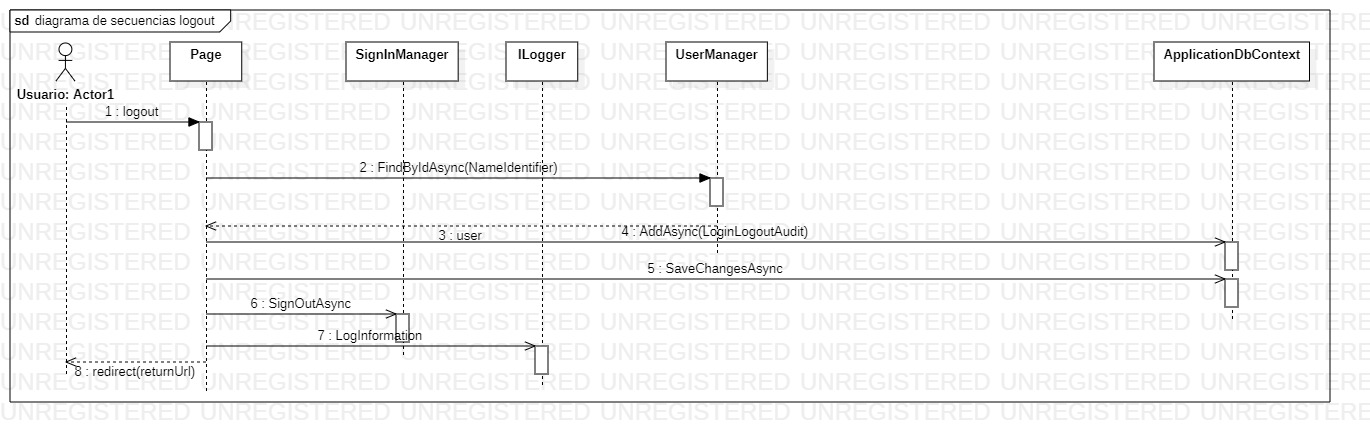 sd diagrama de secuencias logout
Usuario: Actor1
Page
SignInManager
ILogger
UserManager
ApplicationDbContext
1 : logout
2 : FindByIdAsync(NameIdentifier)
3 : user
4 : AddAsync(LoginLogoutAudit)
5 : SaveChangesAsync
6 : SignOutAsync
7 : LogInformation
8 : redirect(returnUrl)
UNREGISTERED UNREGISTERED UNREGISTERED UNREGISTERED UNREGISTERED UNREGISTERED UNREGISTERED